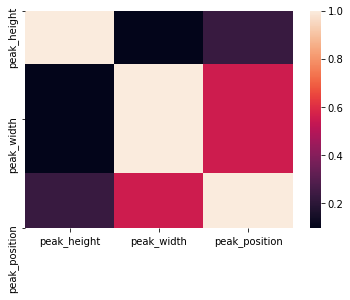 peak_height
peak_width
peak_position
peak_height
peak_width
peak_position
1.0
0.8
0.6
0.4
0.2